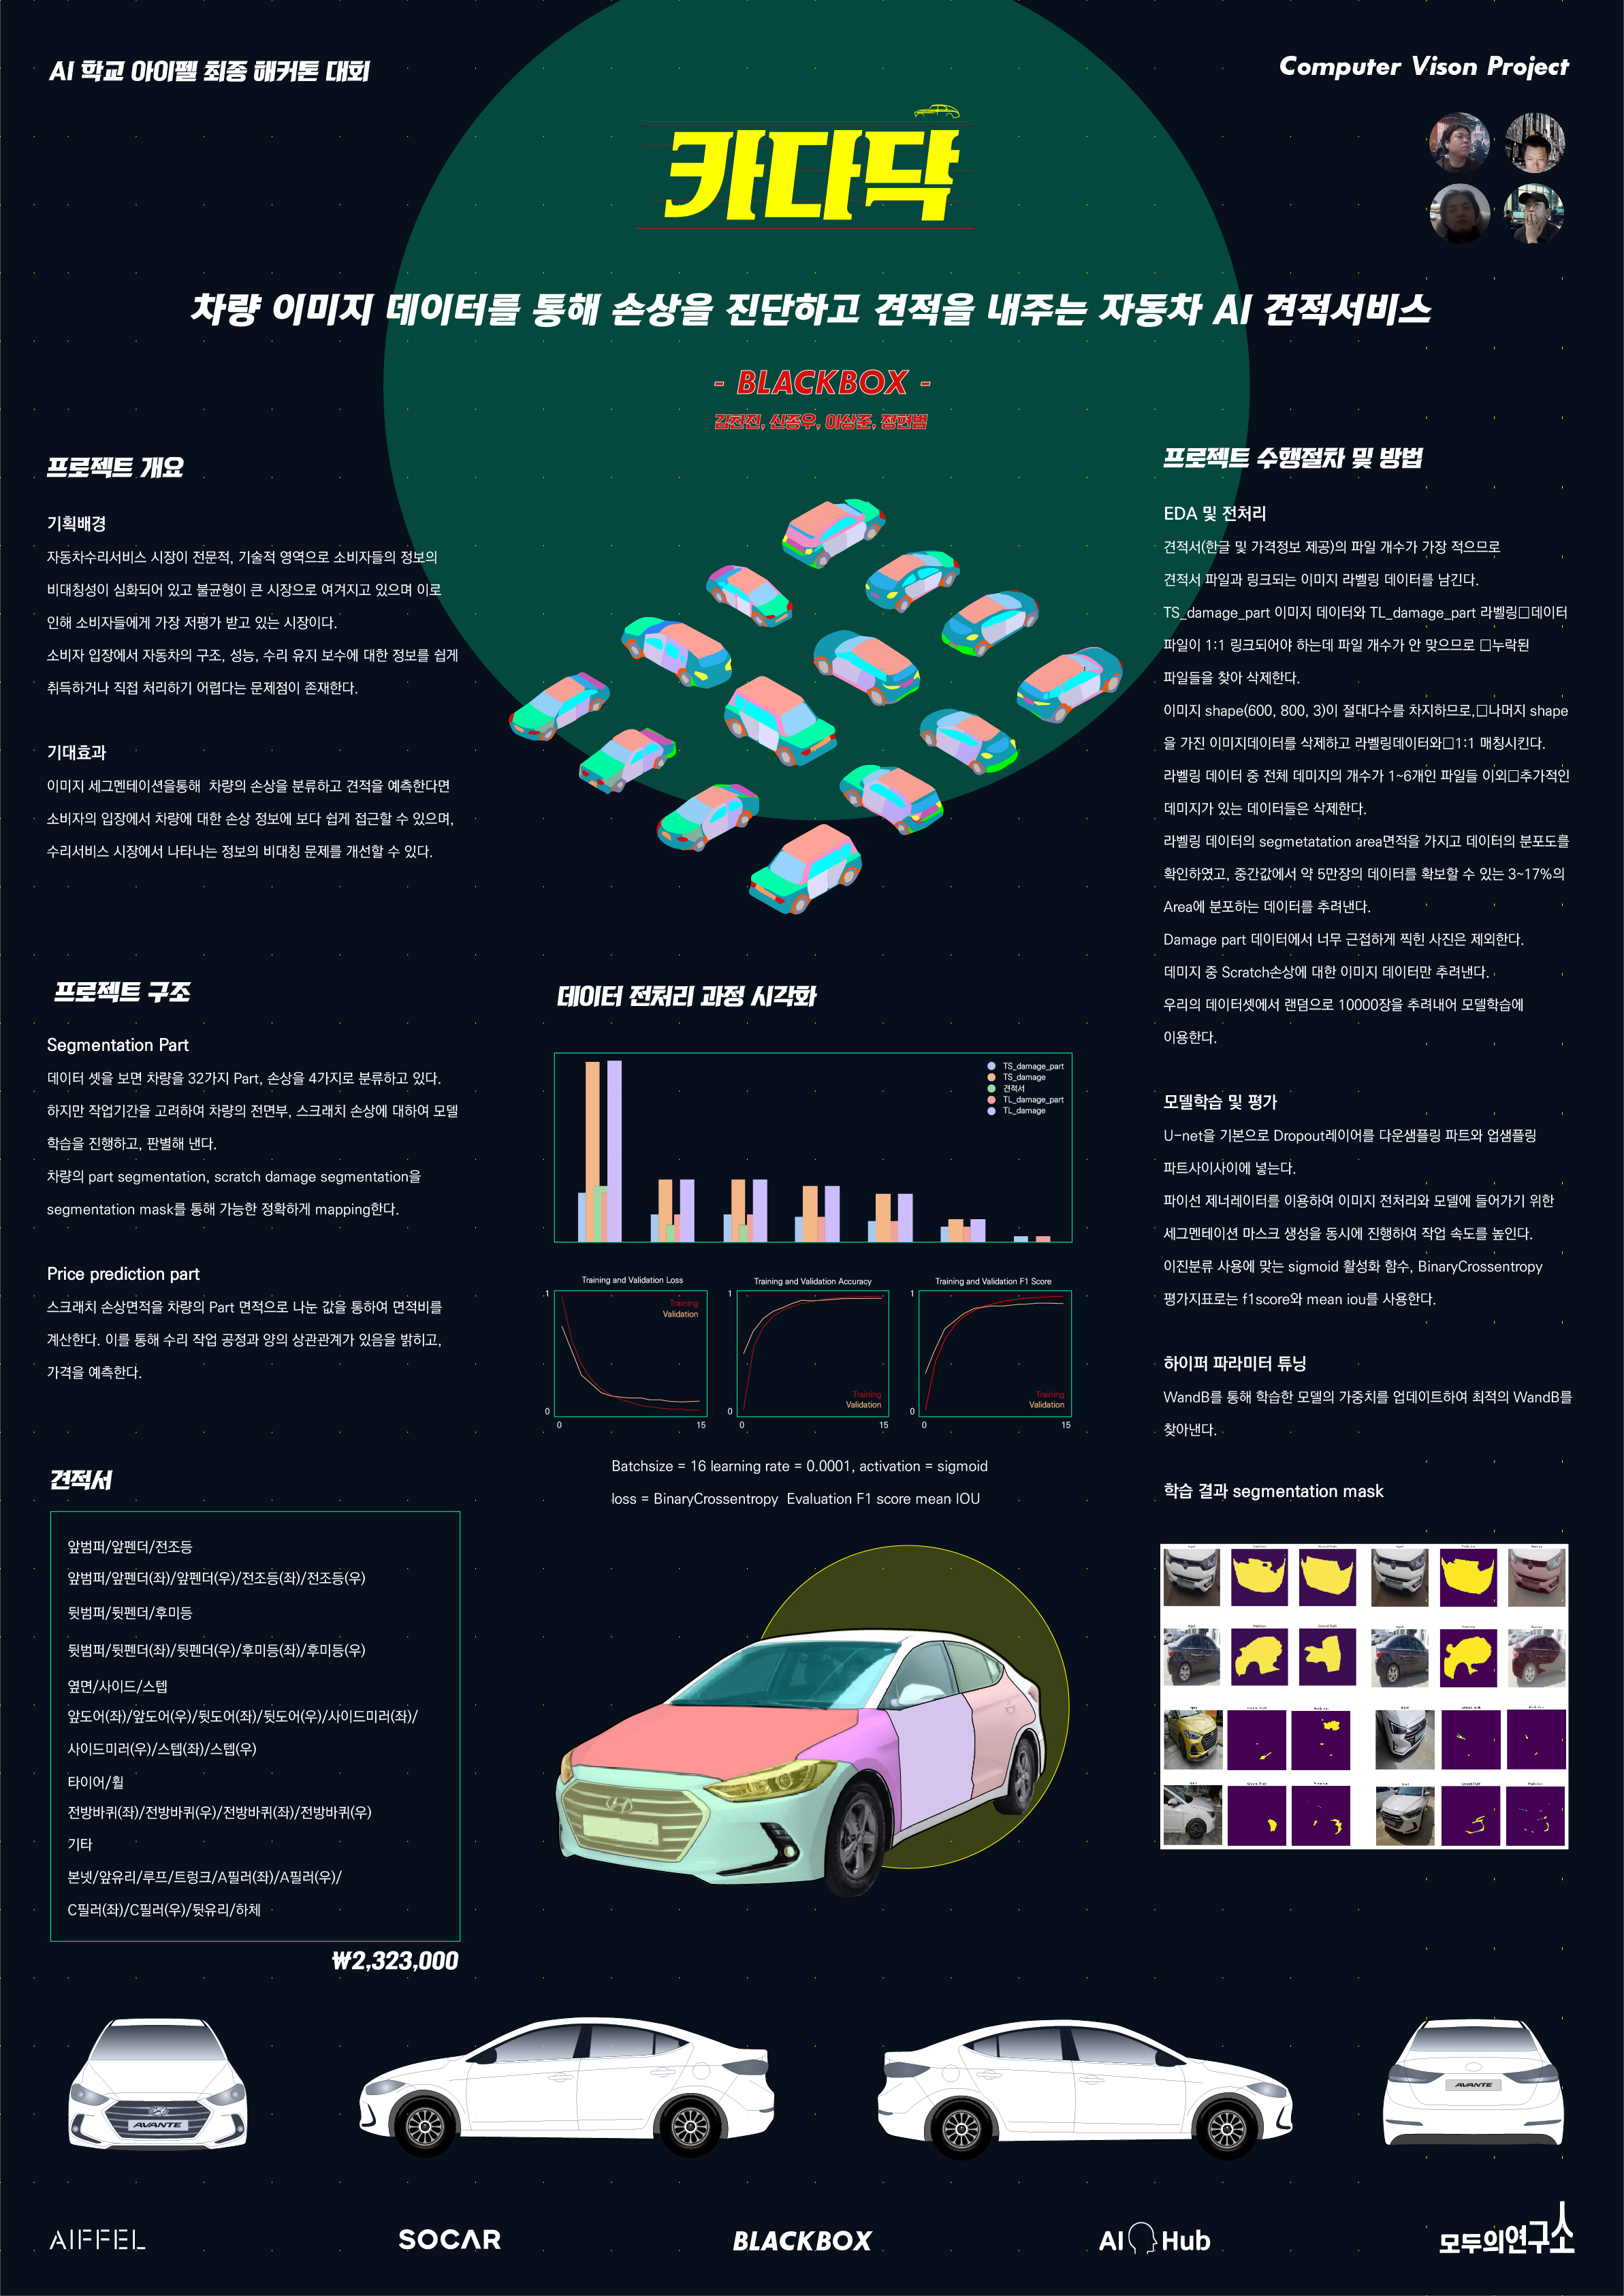 AI 학교 아이펠 최종 해커톤 대회
Computer Vison Project
카다닥
차량 이미지 데이터를 통해 손상을 진단하고 견적을 내주는 자동차 AI 견적서비스
- BLACKBOX -
김찬진, 신종우, 이상준, 정현범
프로젝트 개요
기획배경
자동차수리서비스 시장이 전문적, 기술적 영역으로 소비자들의 정보의
비대칭성이 심화되어 있고 불균형이 큰 시장으로 여겨지고 있으며 이로
인해 소비자들에게 가장 저평가 받고 있는 시장이다.
소비자 입장에서 자동차의 구조, 성능, 수리 유지 보수에 대한 정보를 쉽게
취득하거나 직접 처리하기 어렵다는 문제점이 존재한다.
기대효과
이미지 세그멘테이션을통해 차량의 손상을 분류하고 견적을 예측한다면
소비자의 입장에서 차량에 대한 손상 정보에 보다 쉽게 접근할 수 있으며,
수리서비스 시장에서 나타나는 정보의 비대칭 문제를 개선할 수 있다.
프로젝트 구조
Segmentation Part
데이터 셋을 보면 차량을 32가지 Part, 손상을 4가지로 분류하고 있다.
하지만 작업기간을 고려하여 차량의 전면부, 스크래치 손상에 대하여 모델
학습을 진행하고, 판별해 낸다.
차량의 part segmentation, scratch damage segmentation을
segmentation mask를 통해 가능한 정확하게 mapping한다.
Price prediction part
스크래치 손상면적을 차량의 Part 면적으로 나눈 값을 통하여 면적비를
계산한다. 이를 통해 수리 작업 공정과 양의 상관관계가 있음을 밝히고,
가격을 예측한다.
견적서
앞범퍼/앞펜더/전조등
앞범퍼/앞펜더(좌)/앞펜더(우)/전조등(좌)/전조등(우)
뒷범퍼/뒷펜더/후미등
뒷범퍼/뒷펜더(좌)/뒷펜더(우)/후미등(좌)/후미등(우)
옆면/사이드/스텝
앞도어(좌)/앞도어(우)/뒷도어(좌)/뒷도어(우)/사이드미러(좌)/
사이드미러(우)/스텝(좌)/스텝(우)
타이어/휠
전방바퀴(좌)/전방바퀴(우)/전방바퀴(좌)/전방바퀴(우)
기타
본넷/앞유리/루프/트렁크/A필러(좌)/A필러(우)/
C필러(좌)/C필러(우)/뒷유리/하체
₩2,323,000
데이터 전처리 과정 시각화
TS_damage_part
TS_damage
견적서
TL_damage_part
TL_damage
Training and Validation Loss
1
Training
Validation
0
0 15
Training and Validation Accuracy
1
Training
Validation
0
0 15
Training and Validation F1 Score
1
Training
Validation
0
0 15
Batchsize = 16 learning rate = 0.0001, activation = sigmoid
loss = BinaryCrossentropy Evaluation F1 score mean IOU
프로젝트 수행절차 및 방법
EDA 및 전처리
견적서(한글 및 가격정보 제공)의 파일 개수가 가장 적으므로
견적서 파일과 링크되는 이미지 라벨링 데이터를 남긴다.
TS_damage_part 이미지 데이터와 TL_damage_part 라벨링□데이터
파일이 1:1 링크되어야 하는데 파일 개수가 안 맞으므로 □누락된
파일들을 찾아 삭제한다.
이미지 shape(600, 800, 3)이 절대다수를 차지하므로,□나머지 shape
을 가진 이미지데이터를 삭제하고 라벨링데이터와□1:1 매칭시킨다.
라벨링 데이터 중 전체 데미지의 개수가 1~6개인 파일들 이외□추가적인
데미지가 있는 데이터들은 삭제한다.
라벨링 데이터의 segmetatation area면적을 가지고 데이터의 분포도를
확인하였고, 중간값에서 약 5만장의 데이터를 확보할 수 있는 3~17%의
Area에 분포하는 데이터를 추려낸다.
Damage part 데이터에서 너무 근접하게 찍힌 사진은 제외한다.
데미지 중 Scratch손상에 대한 이미지 데이터만 추려낸다.
우리의 데이터셋에서 랜덤으로 10000장을 추려내어 모델학습에
이용한다.
모델학습 및 평가
U-net을 기본으로 Dropout레이어를 다운샘플링 파트와 업샘플링
파트사이사이에 넣는다.
파이선 제너레이터를 이용하여 이미지 전처리와 모델에 들어가기 위한
세그멘테이션 마스크 생성을 동시에 진행하여 작업 속도를 높인다.
이진분류 사용에 맞는 sigmoid 활성화 함수, BinaryCrossentropy
평가지표로는 f1score와 mean iou를 사용한다.
하이퍼 파라미터 튜닝
WandB를 통해 학습한 모델의 가중치를 업데이트하여 최적의 WandB를
찾아낸다.
학습 결과 segmentation mask
AVANTE
AVANTE
AIFFEL
SOCAR
BLACKBOX
AI Hub
모두의연구소